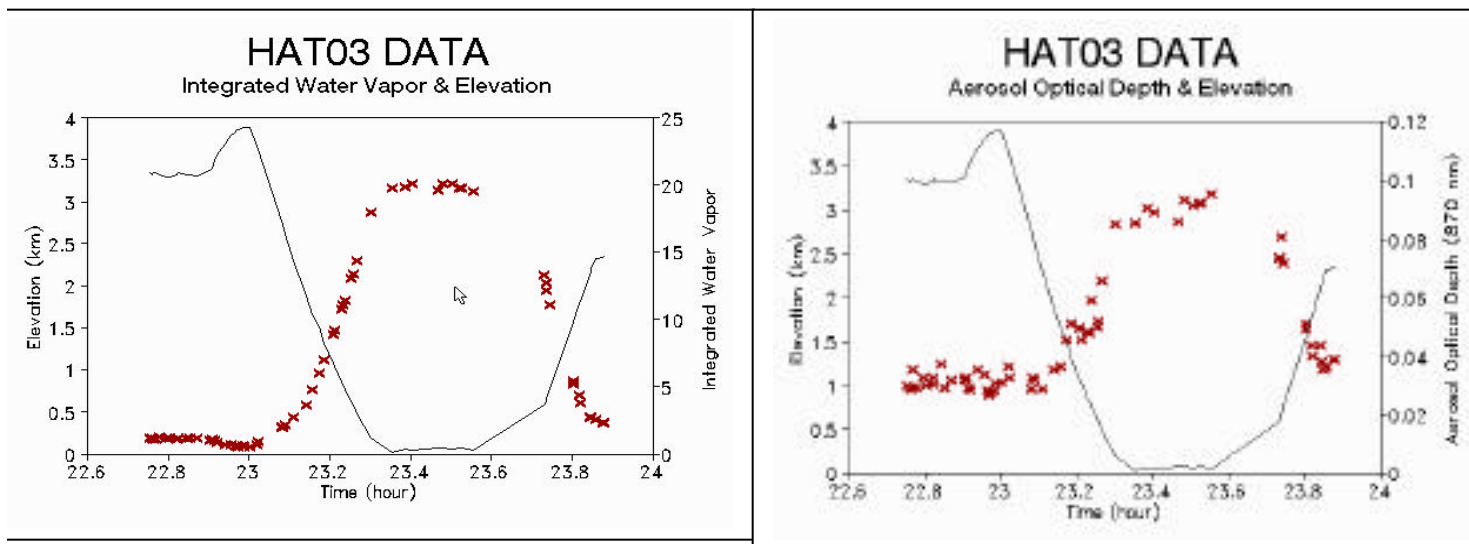 HAT03 DATA
Integrated Water Vapor & Elevation
4
3.5
3
2.5
2
1.5
1
0.5
0
Elevation (km)
25
20
15
10
5
0
Integrated Water Vapor
22.6 22.8 23 23.2 23.4 23.6 23.8 24
Time (hour)
HAT03 DATA
Aerosol Optical Depth & Elevation
4
3.5
3
2.5
2
1.5
1
0.5
0
Elevation (km)
0.12
0.1
0.08
0.06
0.04
0.02
0
Aerosol Optical Depth (870 nm)
22.6 22.8 23 23.2 23.4 23.6 23.8 24
Time (hour)